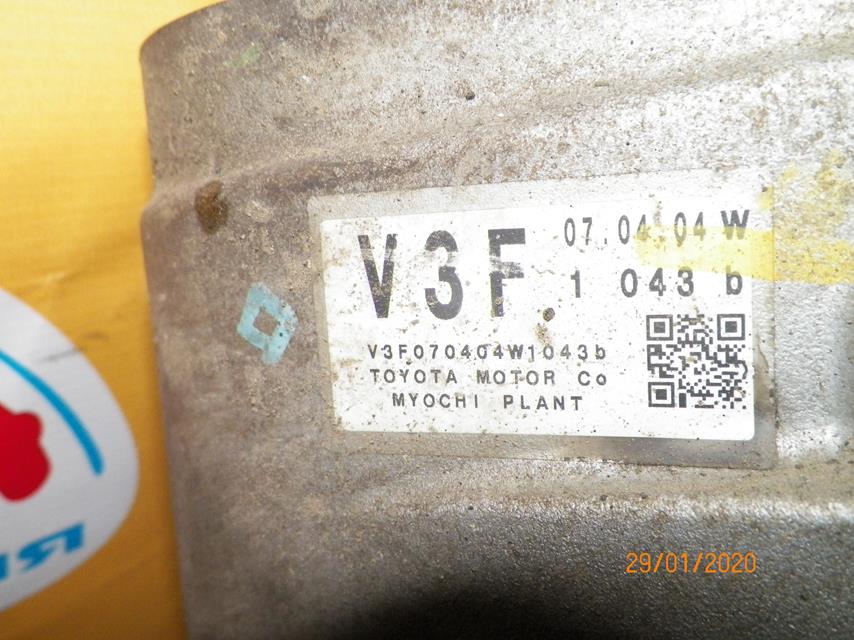 V3F 07.04.04 W
1 043 b
V3F070404W1043b
TOYOTA MOTOR Co
MYOCHI PLANT
29/01/2020